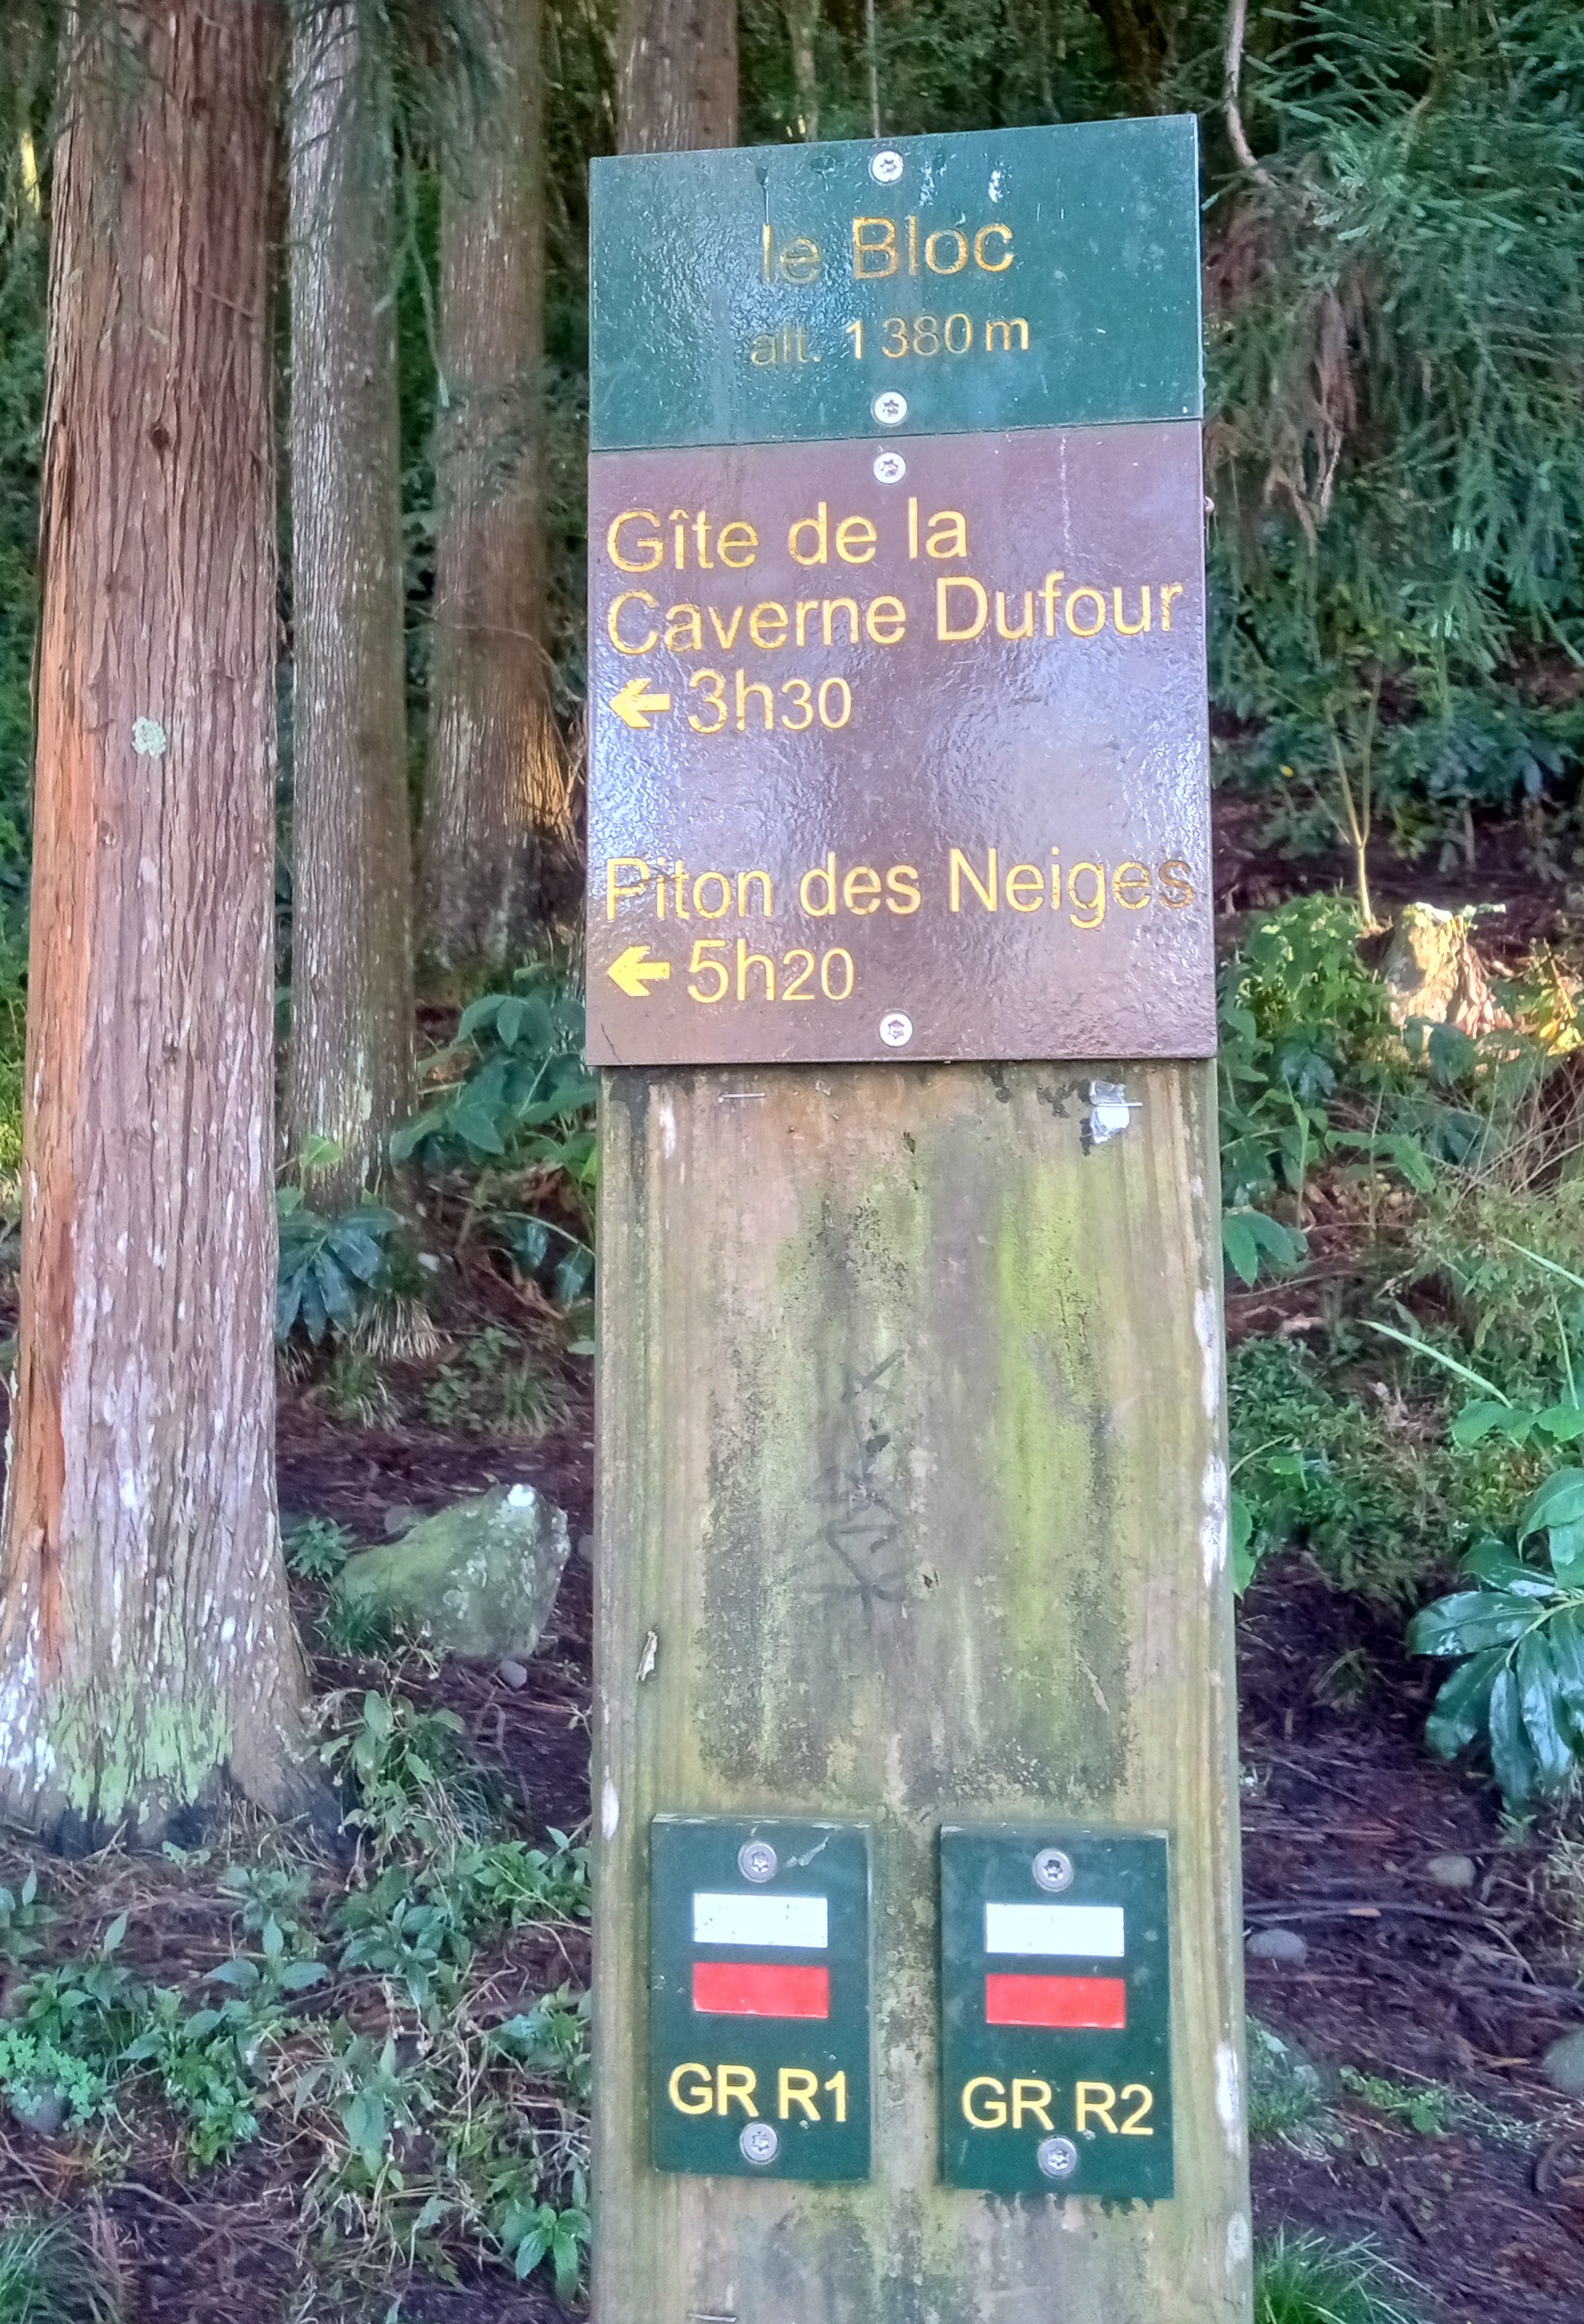 le Bloc
alt. 1 380 m
Gîte de la
Caverne Dufour
← 3h30
Piton des Neiges
← 5h20
GR R1
GR R2